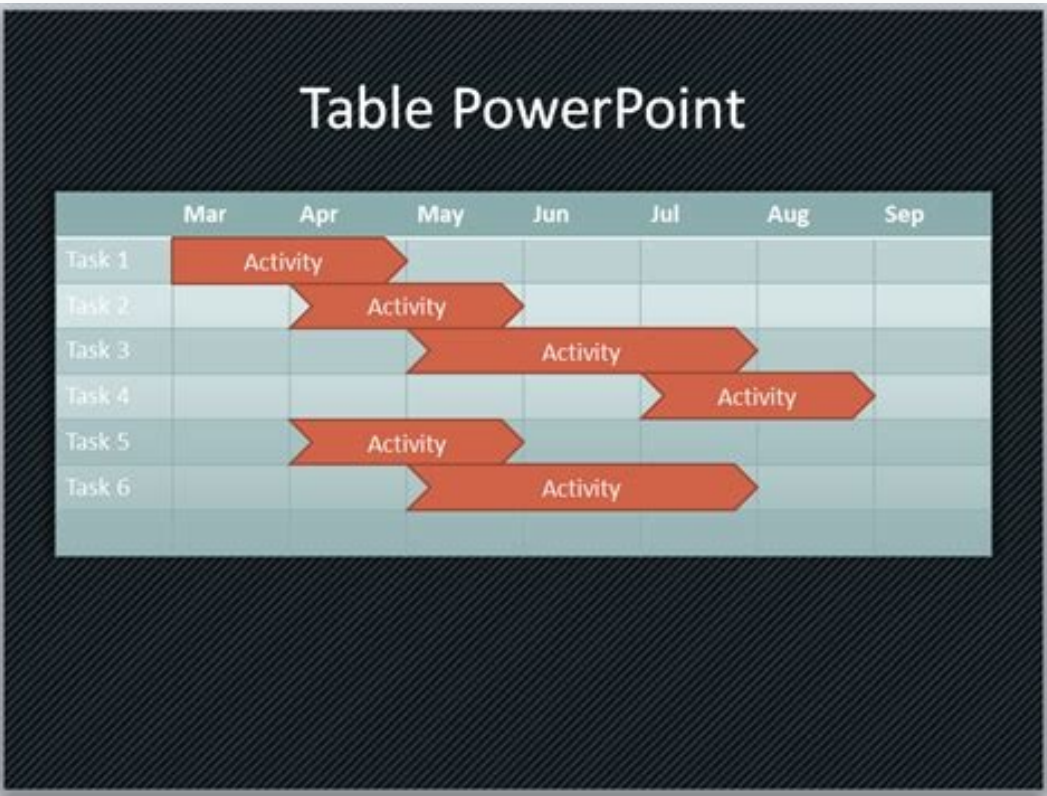 Table PowerPoint
Mar Apr May Jun Jul Aug Sep
Task 1 Activity
Task 2 Activity
Task 3 Activity
Task 4 Activity
Task 5 Activity
Task 6 Activity